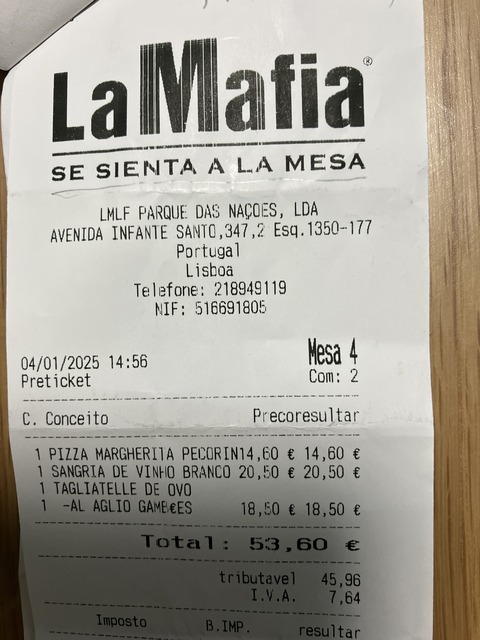 La Mafia®
SE SIENTA A LA MESA
LMLF PARQUE DAS NAÇOES, LDA
AVENIDA INFANTE SANTO,347,2 Esq.1350-177
Portugal
Lisboa
Telefone: 218949119
NIF: 516691805
04/01/2025 14:56 Mesa 4
Preticket Com: 2
C. Conceito Precoresultar
1 PIZZA MARGHERITA PECORIN14,60 € 14,60 €
1 SANGRIA DE VINHO BRANCO 20,50 € 20,50 €
1 TAGLIATELLE DE OVO
1 -AL AGLIO GAMB€ES 18,50 € 18,50 €
Total: 53,60 €
tributavel 45,96
I.V.A. 7,64
Imposto B.IMP. resultar